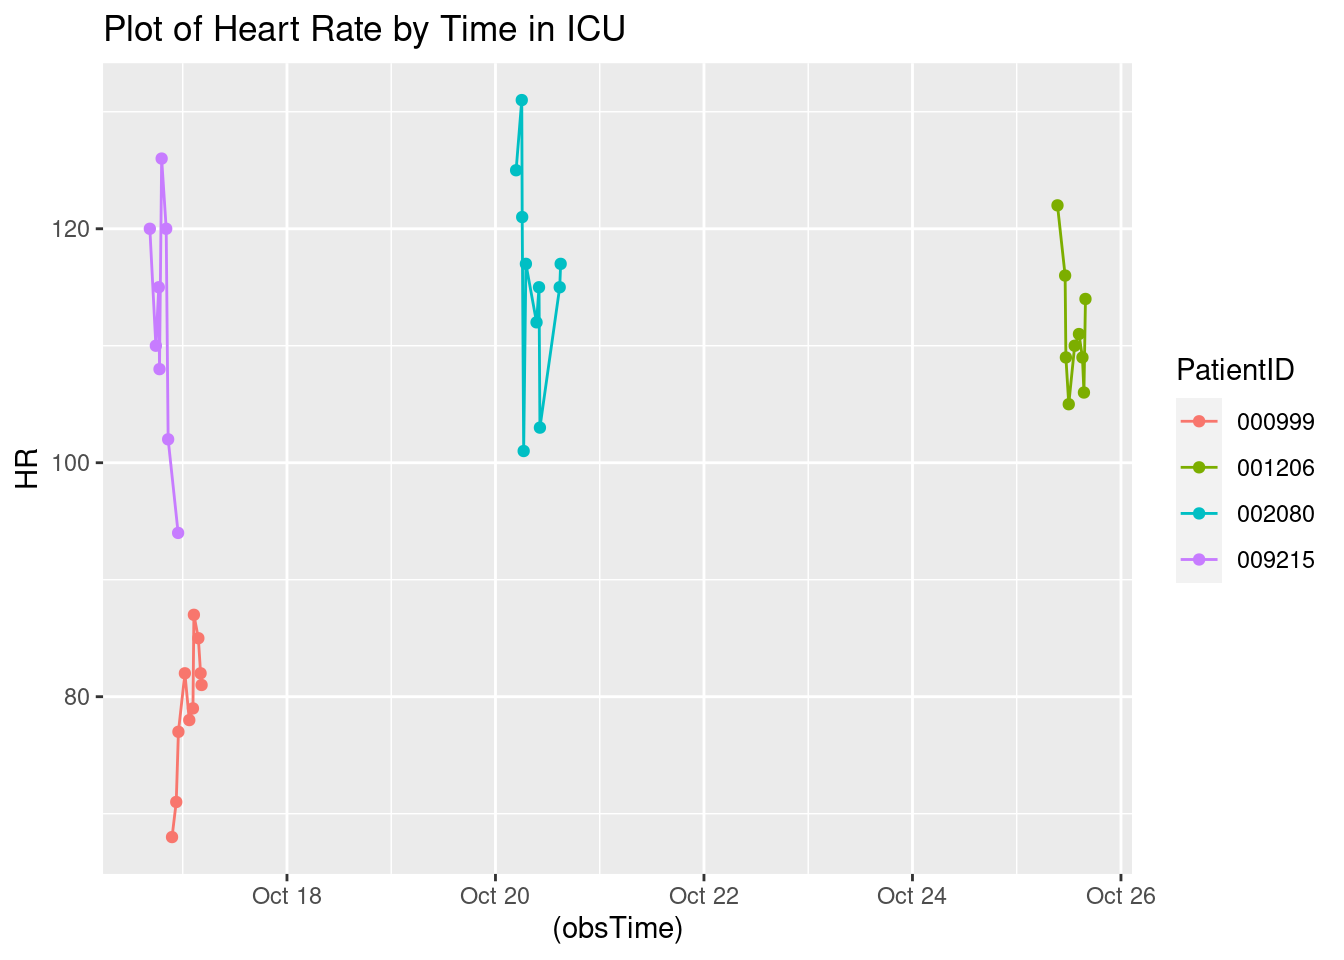 Plot of Heart Rate by Time in ICU
120
100
80
HR
Oct 18
Oct 20
Oct 22
Oct 24
Oct 26
(obsTime)
PatientID
000999
001206
002080
009215